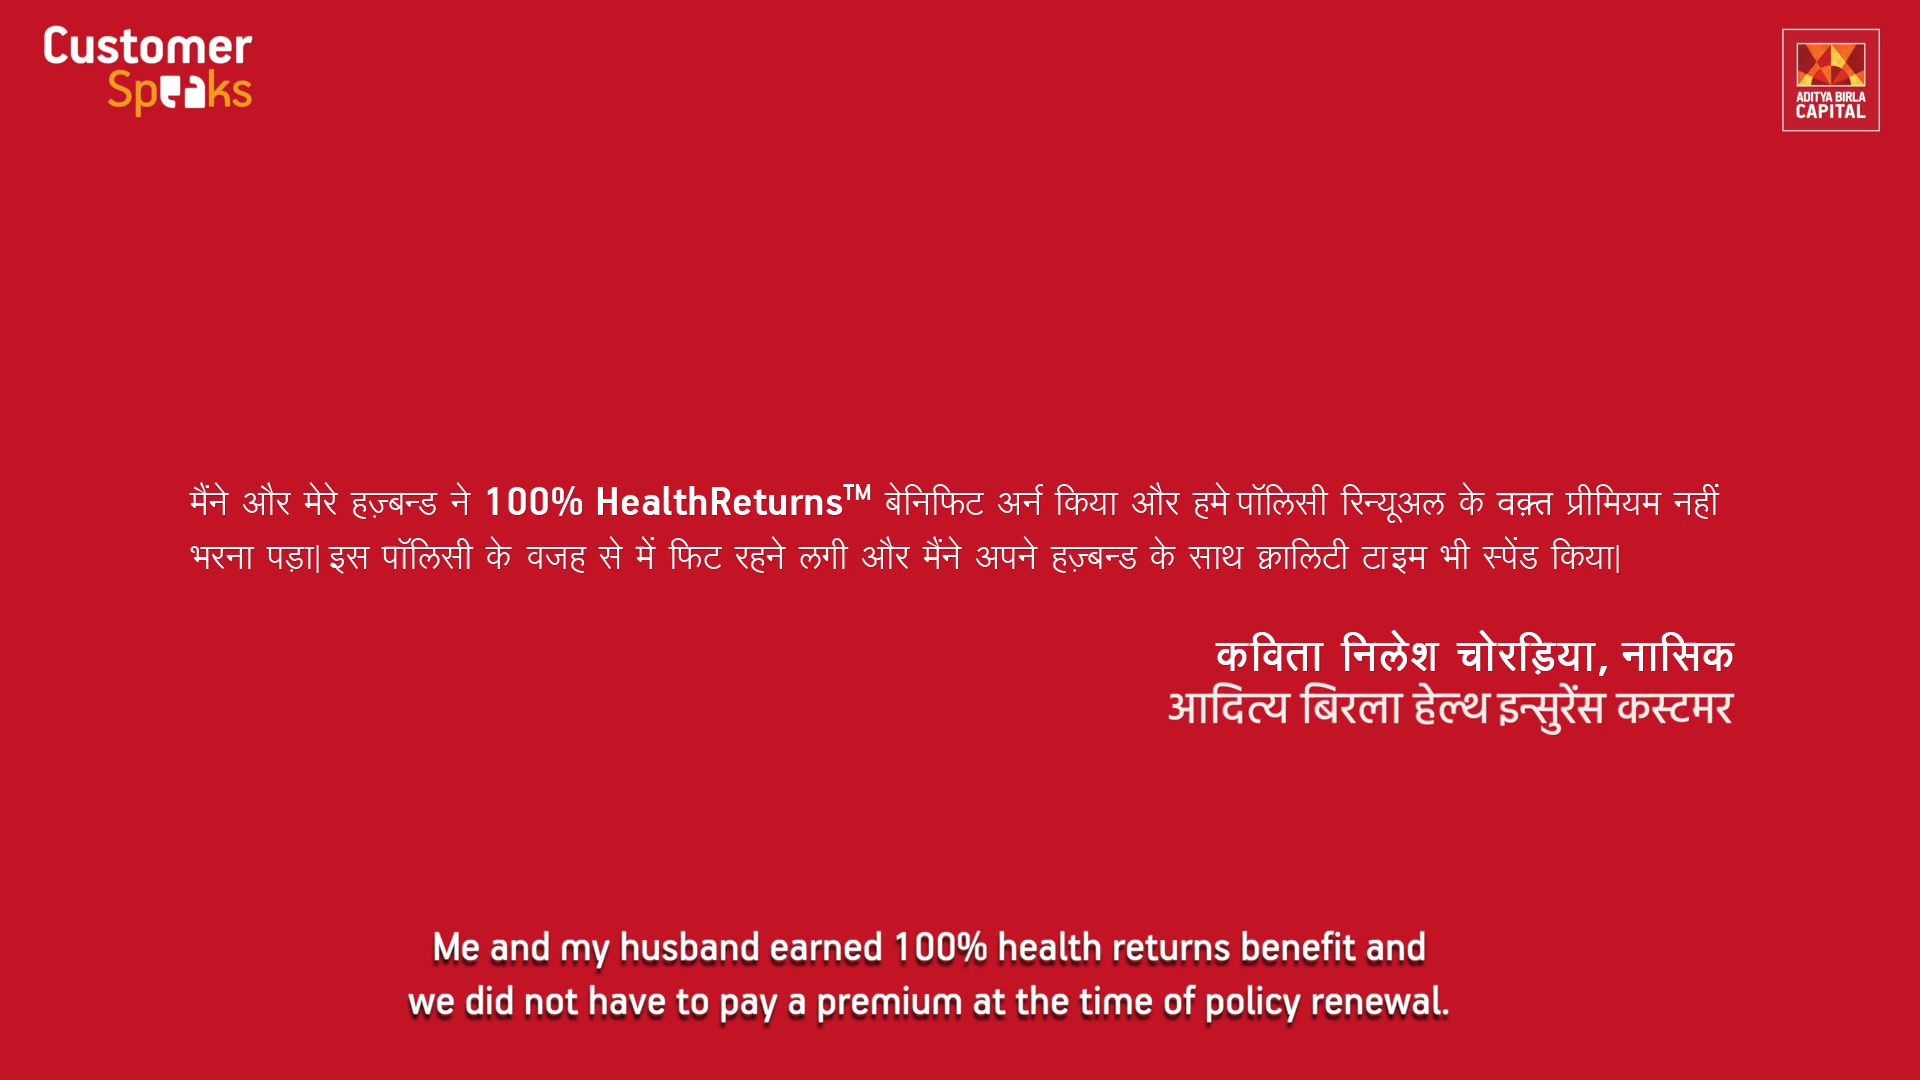 Customer
Speaks
ADITYA BIRLA
CAPITAL
मैंने और मेरे हज़्बन्ड ने 100% HealthReturns™ बेनिफिट अर्न किया और हमे पॉलिसी रिन्यूअल के वक़्त प्रीमियम नहीं
भरना पड़ा| इस पॉलिसी के वजह से में फिट रहने लगी और मैंने अपने हज़्बन्ड के साथ क्वालिटी टाइम भी स्पेंड किया|
कविता निलेश चोरड़िया, नासिक
आदित्य बिरला हेल्थ इन्सुरेंस कस्टमर
Me and my husband earned 100% health returns benefit and
we did not have to pay a premium at the time of policy renewal.